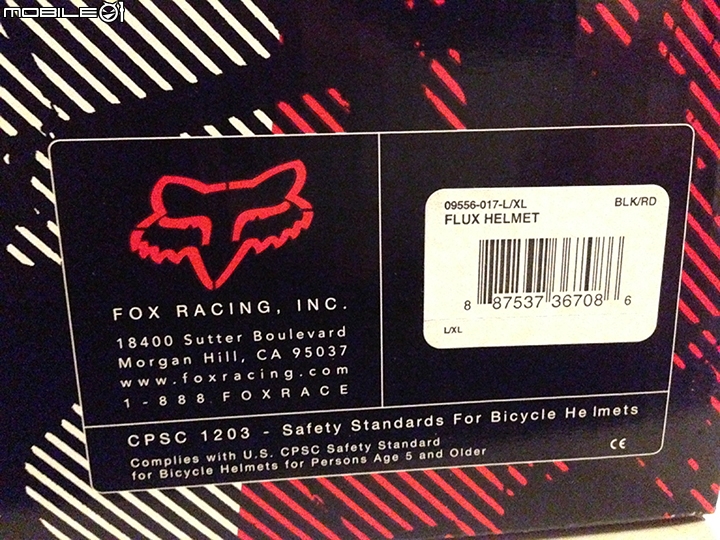 MOBILE01
FOX RACING, INC.
18400 Sutter Boulevard
Morgan Hill, CA 95037
www.foxracing.com
1-888 FOXRACE
09556-017-L/XL BLK/RD
FLUX HELMET
8 87537 36708 6
L/XL
CPSC 1203 - Safety Standards For Bicycle Helmets
Complies with U.S. CPSC Safety Standard
for Bicycle Helmets for Persons Age 5 and Older
CE